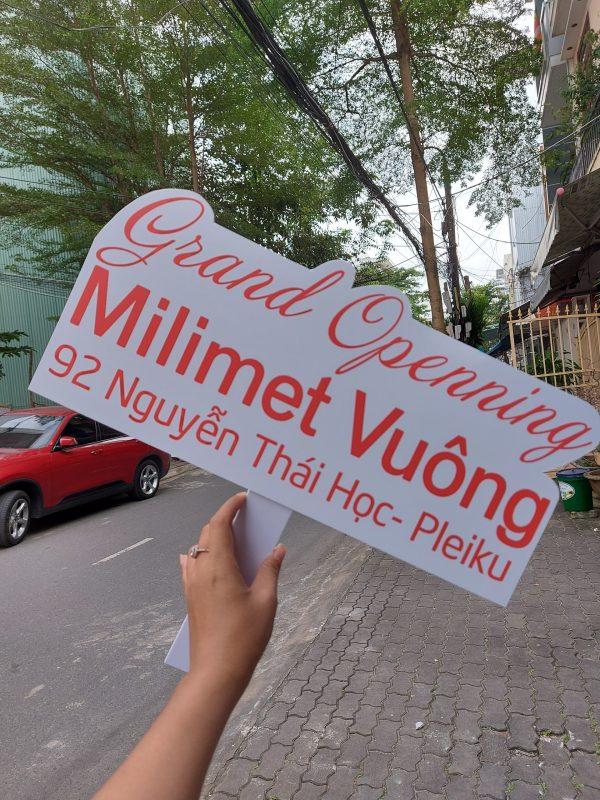 Grand Openning
Milimet Vuông
92 Nguyễn Thái Học- Pleiku